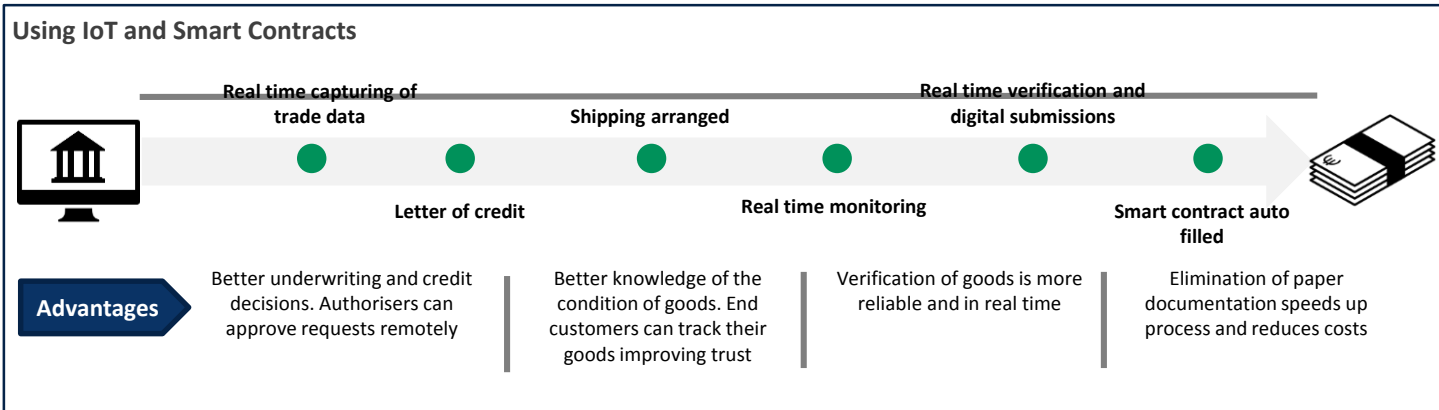 Using IoT and Smart Contracts
Real time capturing of
trade data
Shipping arranged
Real time verification and
digital submissions
€
Letter of credit
Real time monitoring
Smart contract auto
filled
Advantages
Better underwriting and credit
decisions. Authorisers can
approve requests remotely
Better knowledge of the
condition of goods. End
customers can track their
goods improving trust
Verification of goods is more
reliable and in real time
Elimination of paper
documentation speeds up
process and reduces costs